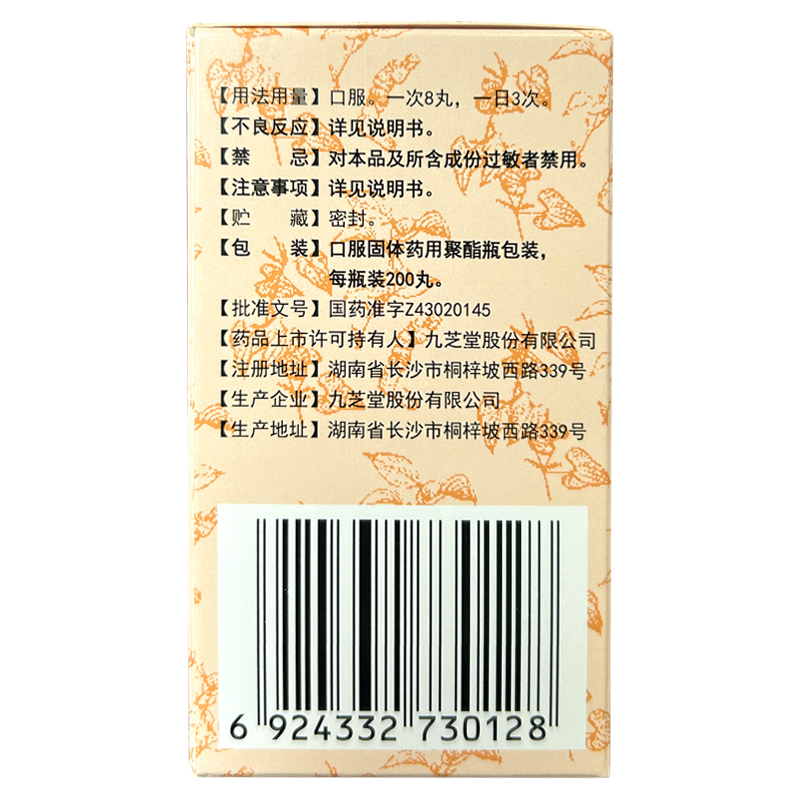 【用法用量】口服。一次8丸，一日3次。
【不良反应】详见说明书。
【禁　　忌】对本品及所含成份过敏者禁用。
【注意事项】详见说明书。
【贮　　藏】密封。
【包　　装】口服固体药用聚酯瓶包装，
每瓶装200丸。
【批准文号】国药准字Z43020145
【药品上市许可持有人】九芝堂股份有限公司
【注册地址】湖南省长沙市桐梓坡西路339号
【生产企业】九芝堂股份有限公司
【生产地址】湖南省长沙市桐梓坡西路339号
6 924332 730128